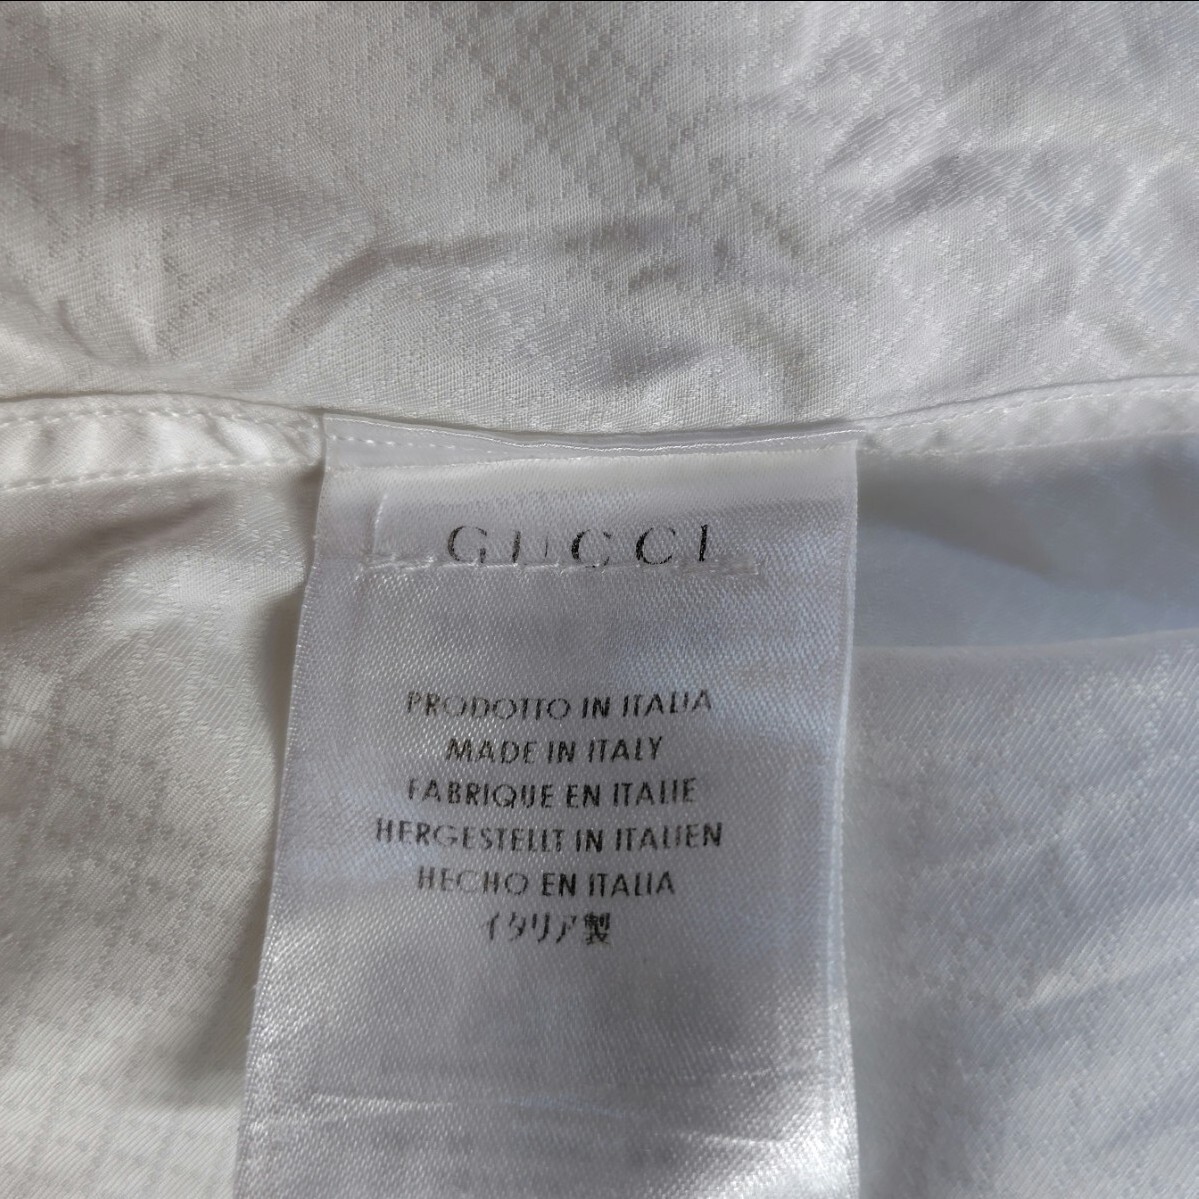 GUCCI
PRODOTTO IN ITALIA
MADE IN ITALY
FABRIQUE EN ITALIE
HERGESTELLT IN ITALIEN
HECHO EN ITALIA
イタリア製